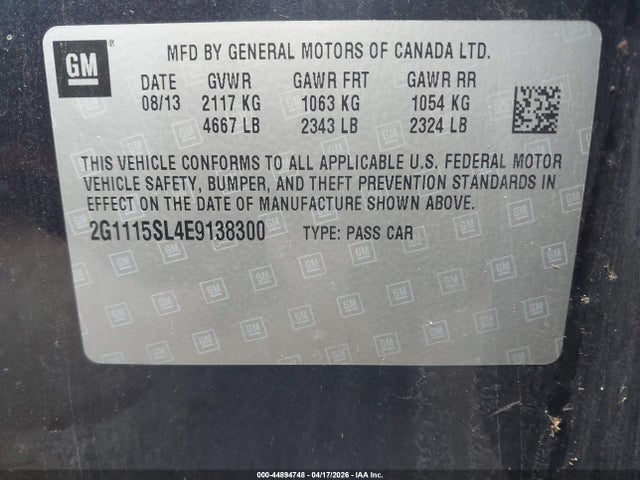 GM
MFD BY GENERAL MOTORS OF CANADA LTD.
DATE GVWR GAWR FRT GAWR RR
08/13 2117 KG 1063 KG 1054 KG
4667 LB 2343 LB 2324 LB
THIS VEHICLE CONFORMS TO ALL APPLICABLE U.S. FEDERAL MOTOR
VEHICLE SAFETY, BUMPER, AND THEFT PREVENTION STANDARDS IN
EFFECT ON THE DATE OF MANUFACTURE SHOWN ABOVE.
2G1115SL4E9138300 TYPE: PASS CAR
000-44894748 - 04/17/2026 - IAA Inc.